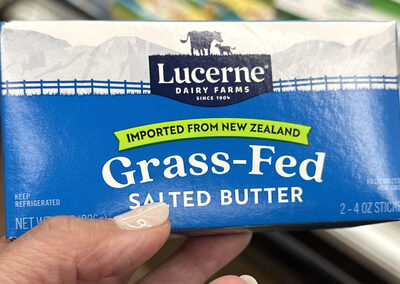 Lucerne®
DAIRY FARMS
SINCE 1904
IMPORTED FROM NEW ZEALAND
Grass-Fed
SALTED BUTTER
KEEP
REFRIGERATED
NET
2-4 OZ STICKS